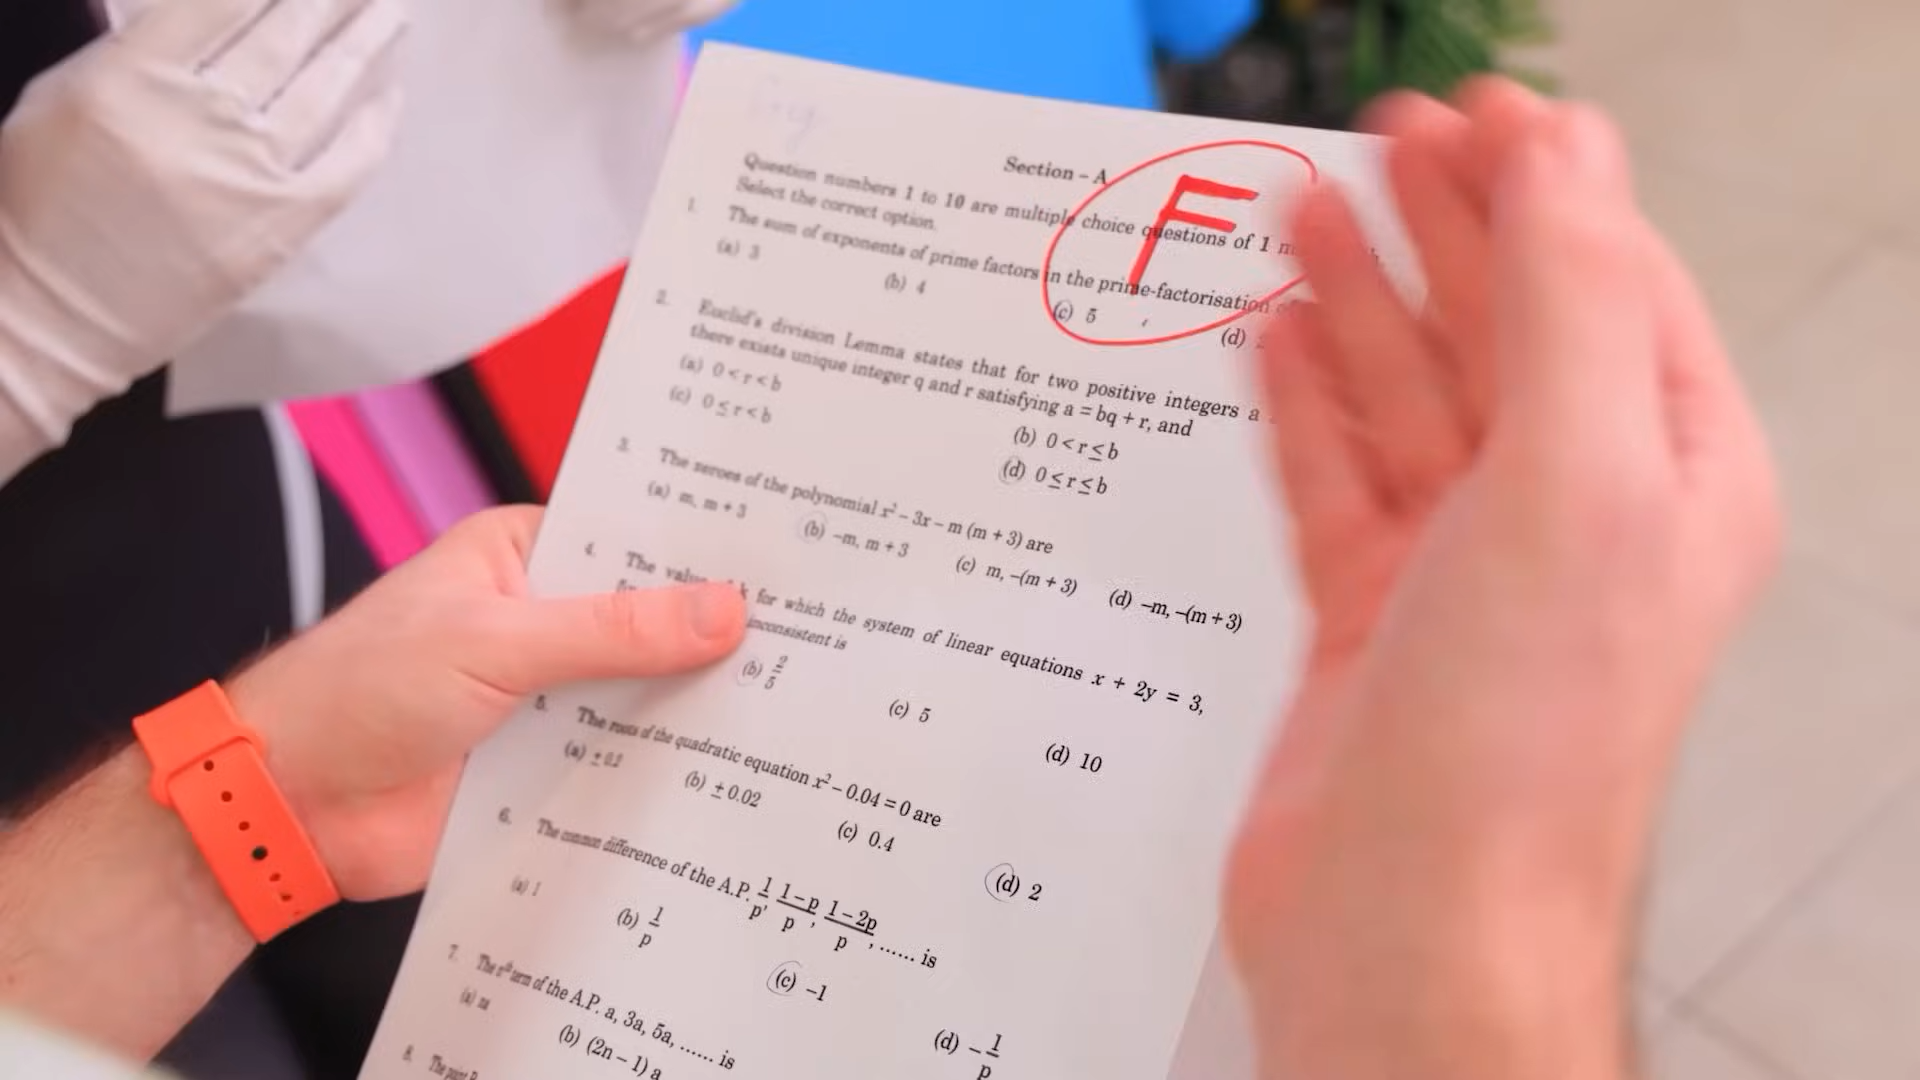 Greg
F
Section – A
Question numbers 1 to 10 are multiple choice questions of 1
Select the correct option.
1. The sum of exponents of prime factors in the prime-factorisation of
(a) 3 (b) 4 (c) 5 (d)
2. Euclid's division Lemma states that for two positive integers a
there exists unique integer q and r satisfying a = bq + r, and
(a) 0 < r < b (b) 0 < r ≤ b
(c) 0 ≤ r < b (d) 0 ≤ r ≤ b
3. The zeroes of the polynomial x² – 3x – m (m + 3) are
(a) m, m + 3 (b) –m, m + 3 (c) m, –(m + 3) (d) –m, –(m + 3)
4. The value k for which the system of linear equations x + 2y = 3,
inconsistent is
(b) 2/5 (c) 5 (d) 10
5. The roots of the quadratic equation x² – 0.04 = 0 are
(a) ± 0.2 (b) ± 0.02 (c) 0.4 (d) 2
6. The common difference of the A.P. 1/p, 1–p/p, 1–2p/p, ...... is
(a) 1 (b) 1/p (c) –1 (d) – 1/p
7. The nth term of the A.P. a, 3a, 5a, ...... is
(a) na (b) (2n – 1) a
8. The point P